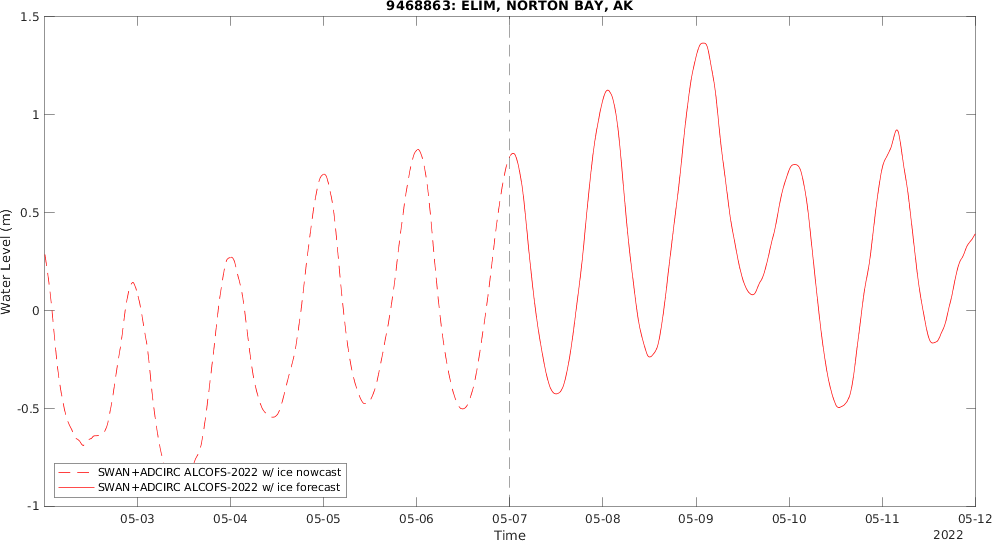 9468863: ELIM, NORTON BAY, AK
1.5
1
0.5
0
-0.5
-1
Water Level (m)
SWAN+ADCIRC ALCOFS-2022 w/ ice nowcast
SWAN+ADCIRC ALCOFS-2022 w/ ice forecast
05-03 05-04 05-05 05-06 05-07 05-08 05-09 05-10 05-11 05-12
Time
2022